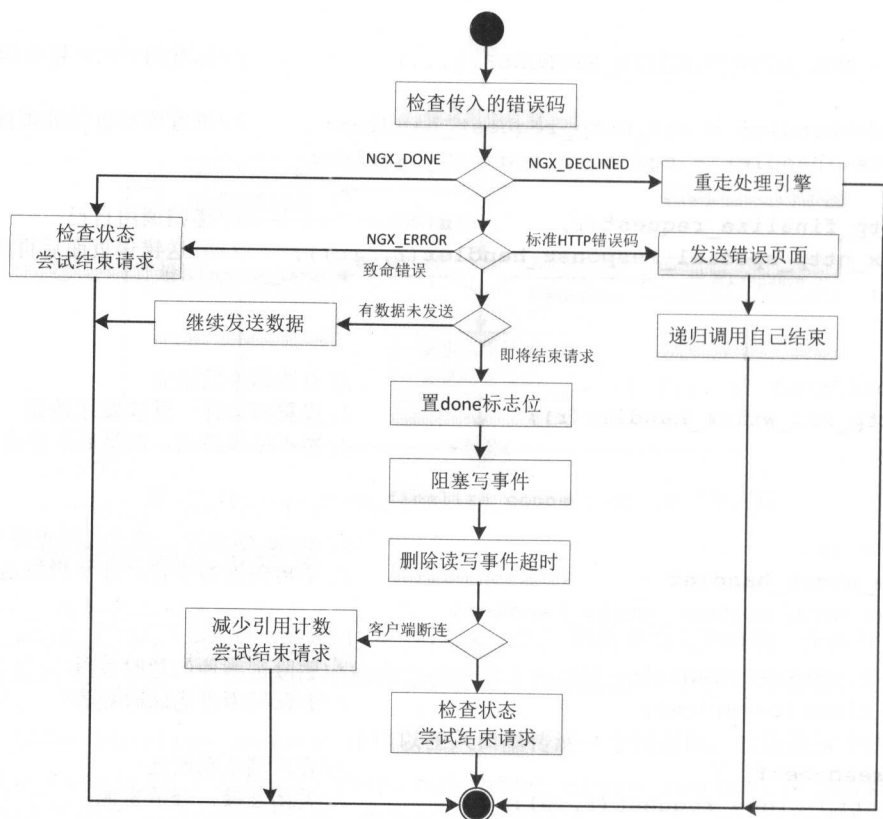 检查传入的错误码
NGX_DONE
NGX_DECLINED
重走处理引擎
检查状态
尝试结束请求
NGX_ERROR
致命错误
标准HTTP错误码
发送错误页面
继续发送数据
有数据未发送
递归调用自己结束
即将结束请求
置done标志位
阻塞写事件
删除读写事件超时
减少引用计数
尝试结束请求
客户端断连
检查状态
尝试结束请求